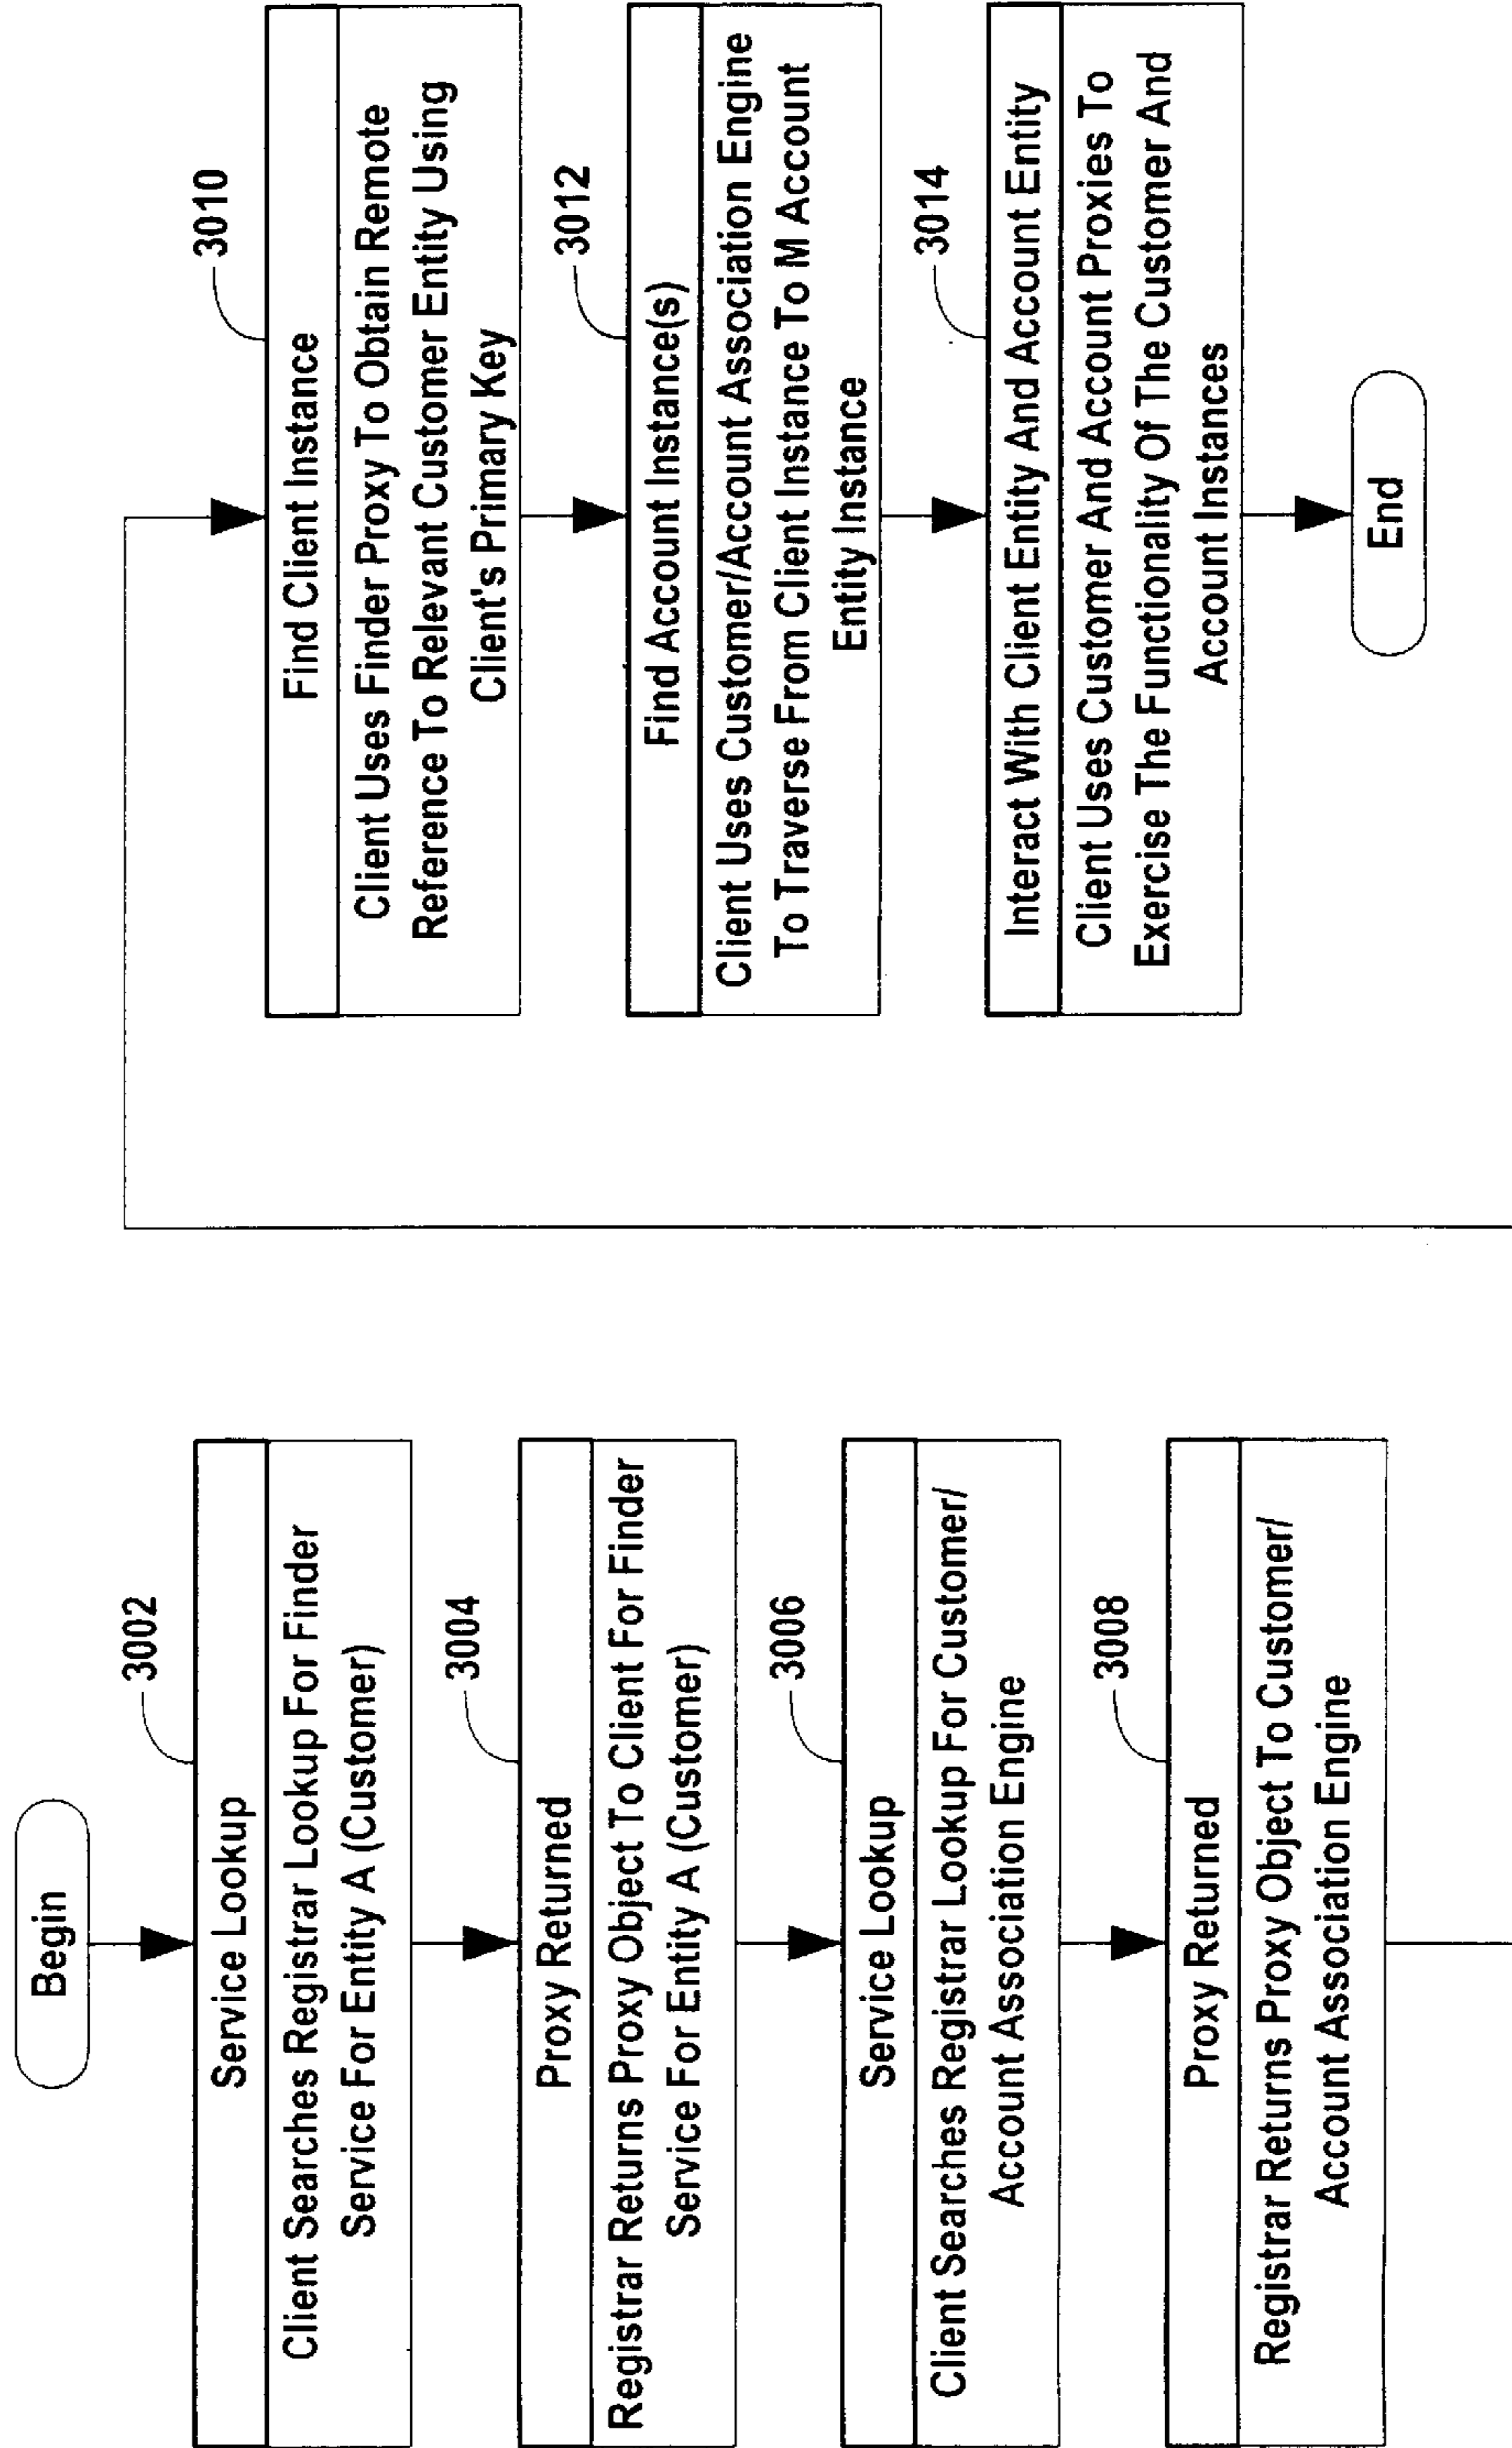 Begin
3002
Service Lookup
Client Searches Registrar Lookup For Finder
Service For Entity A (Customer)
3004
Proxy Returned
Registrar Returns Proxy Object To Client For Finder
Service For Entity A (Customer)
3006
Service Lookup
Client Searches Registrar Lookup For Customer/
Account Association Engine
3008
Proxy Returned
Registrar Returns Proxy Object To Customer/
Account Association Engine
3010
Find Client Instance
Client Uses Finder Proxy To Obtain Remote
Reference To Relevant Customer Entity Using
Client's Primary Key
3012
Find Account Instance(s)
Client Uses Customer/Account Association Engine
To Traverse From Client Instance To M Account
Entity Instance
3014
Interact With Client Entity And Account Entity
Client Uses Customer And Account Proxies To
Exercise The Functionality Of The Customer And
Account Instances
End